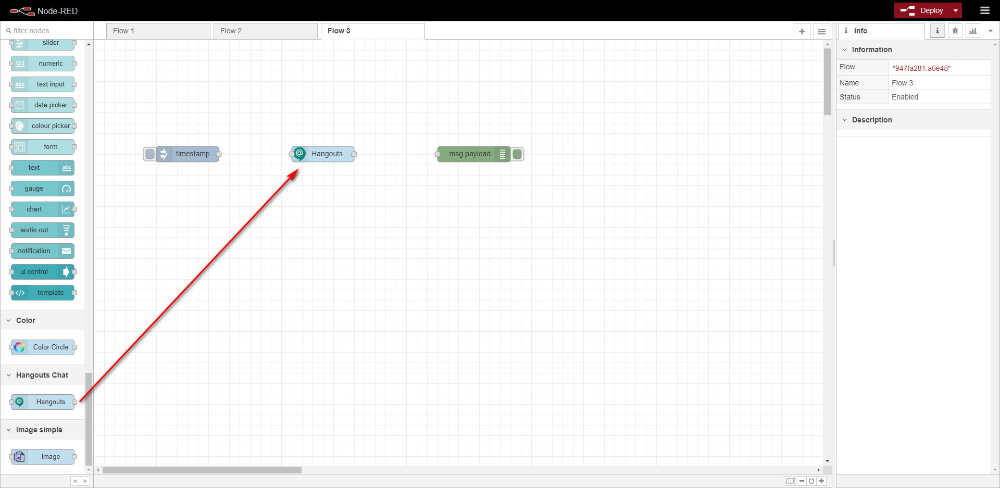 Node-RED
Deploy
filter nodes
Flow 1
Flow 2
Flow 3
info
slider
123 numeric
abc text input
date picker
colour picker
form
text abc
gauge
chart
audio out
notification
ui control
</> template
Color
Color Circle
Hangouts Chat
@ Hangouts
Image simple
Image
timestamp
@ Hangouts
msg.payload
Information
Flow "947fa281.a6e48"
Name Flow 3
Status Enabled
Description